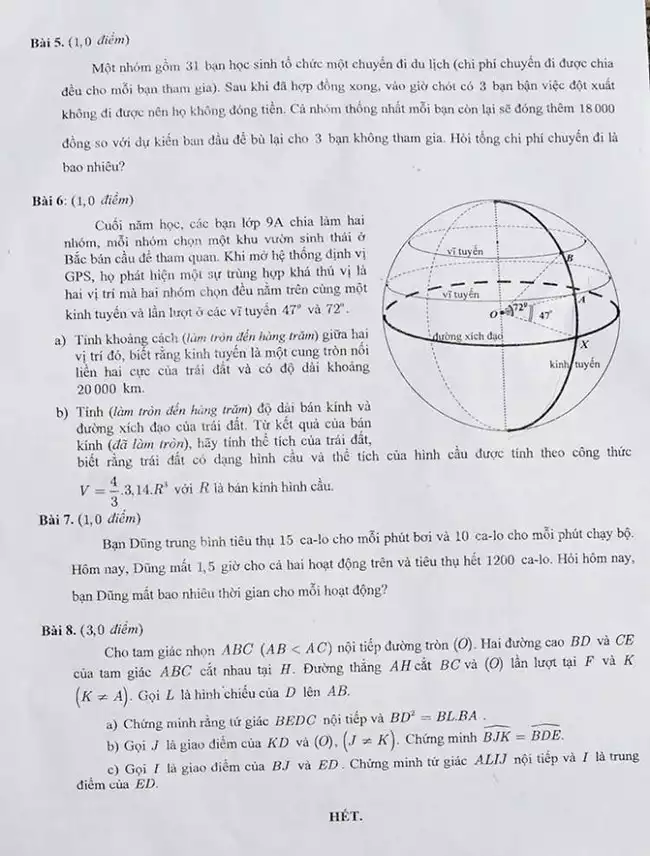 Bài 5. (1,0 điểm)
Một nhóm gồm 31 bạn học sinh tổ chức một chuyến đi du lịch (chi phí chuyến đi được chia
đều cho mỗi bạn tham gia). Sau khi đã hợp đồng xong, vào giờ chót có 3 bạn bận việc đột xuất
không đi được nên họ không đóng tiền. Cả nhóm thống nhất mỗi bạn còn lại sẽ đóng thêm 18 000
đồng so với dự kiến ban đầu để bù lại cho 3 bạn không tham gia. Hỏi tổng chi phí chuyến đi là
bao nhiêu?
Bài 6: (1,0 điểm)
Cuối năm học, các bạn lớp 9A chia làm hai
nhóm, mỗi nhóm chọn một khu vườn sinh thái ở
Bắc bán cầu để tham quan. Khi mở hệ thống định vị
GPS, họ phát hiện một sự trùng hợp khá thú vị là
hai vị trí mà hai nhóm chọn đều nằm trên cùng một
kinh tuyến và lần lượt ở các vĩ tuyến 47° và 72°.
a) Tính khoảng cách (làm tròn đến hàng trăm) giữa hai
vị trí đó, biết rằng kinh tuyến là một cung tròn nối
liền hai cực của trái đất và có độ dài khoảng
20 000 km.
b) Tính (làm tròn đến hàng trăm) độ dài bán kính và
đường xích đạo của trái đất. Từ kết quả của bán
kính (đã làm tròn), hãy tính thể tích của trái đất,
biết rằng trái đất có dạng hình cầu và thể tích của hình cầu được tính theo công thức
V = 4/3 .3,14.R³ với R là bán kính hình cầu.
vĩ tuyến
B
vĩ tuyến
A
O
72°
47°
đường xích đạo
X
kinh tuyến
Bài 7. (1,0 điểm)
Bạn Dũng trung bình tiêu thụ 15 ca-lo cho mỗi phút bơi và 10 ca-lo cho mỗi phút chạy bộ.
Hôm nay, Dũng mất 1,5 giờ cho cả hai hoạt động trên và tiêu thụ hết 1200 ca-lo. Hỏi hôm nay,
bạn Dũng mất bao nhiêu thời gian cho mỗi hoạt động?
Bài 8. (3,0 điểm)
Cho tam giác nhọn ABC (AB < AC) nội tiếp đường tròn (O). Hai đường cao BD và CE
của tam giác ABC cắt nhau tại H. Đường thẳng AH cắt BC và (O) lần lượt tại F và K
(K ≠ A). Gọi L là hình chiếu của D lên AB.
a) Chứng minh rằng tứ giác BEDC nội tiếp và BD² = BL.BA .
b) Gọi J là giao điểm của KD và (O), (J ≠ K). Chứng minh BJK = BDE.
c) Gọi I là giao điểm của BJ và ED. Chứng minh tứ giác ALIJ nội tiếp và I là trung
điểm của ED.
HẾT.